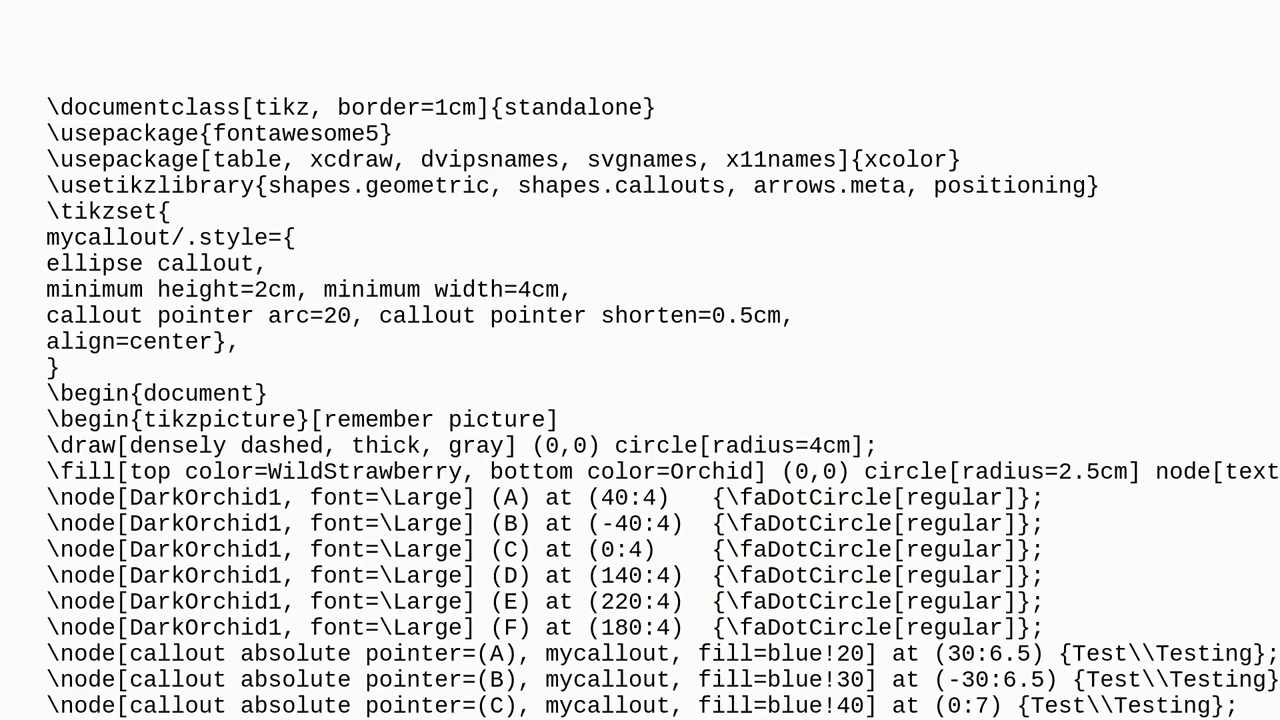 \documentclass[tikz, border=1cm]{standalone}
\usepackage{fontawesome5}
\usepackage[table, xcdraw, dvipsnames, svgnames, x11names]{xcolor}
\usetikzlibrary{shapes.geometric, shapes.callouts, arrows.meta, positioning}
\tikzset{
mycallout/.style={
ellipse callout,
minimum height=2cm, minimum width=4cm,
callout pointer arc=20, callout pointer shorten=0.5cm,
align=center},
}
\begin{document}
\begin{tikzpicture}[remember picture]
\draw[densely dashed, thick, gray] (0,0) circle[radius=4cm];
\fill[top color=WildStrawberry, bottom color=Orchid] (0,0) circle[radius=2.5cm] node[text
\node[DarkOrchid1, font=\Large] (A) at (40:4)   {\faDotCircle[regular]};
\node[DarkOrchid1, font=\Large] (B) at (-40:4)  {\faDotCircle[regular]};
\node[DarkOrchid1, font=\Large] (C) at (0:4)    {\faDotCircle[regular]};
\node[DarkOrchid1, font=\Large] (D) at (140:4)  {\faDotCircle[regular]};
\node[DarkOrchid1, font=\Large] (E) at (220:4)  {\faDotCircle[regular]};
\node[DarkOrchid1, font=\Large] (F) at (180:4)  {\faDotCircle[regular]};
\node[callout absolute pointer=(A), mycallout, fill=blue!20] at (30:6.5) {Test\\Testing};
\node[callout absolute pointer=(B), mycallout, fill=blue!30] at (-30:6.5) {Test\\Testing}
\node[callout absolute pointer=(C), mycallout, fill=blue!40] at (0:7) {Test\\Testing};